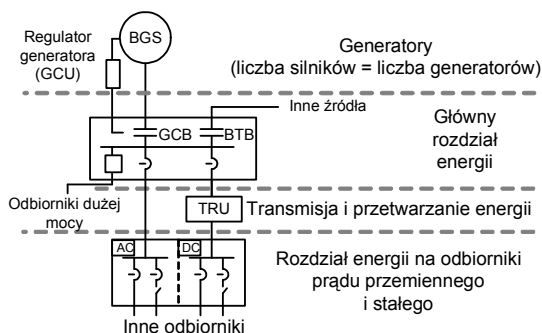 Regulator
generatora
(GCU)
BGS
Generatory
(liczba silników = liczba generatorów)
Inne źródła
GCB
BTB
Główny
rozdział
energii
Odbiorniki dużej
mocy
TRU
Transmisja i przetwarzanie energii
AC
DC
Rozdział energii na odbiorniki
prądu przemiennego
i stałego
Inne odbiorniki